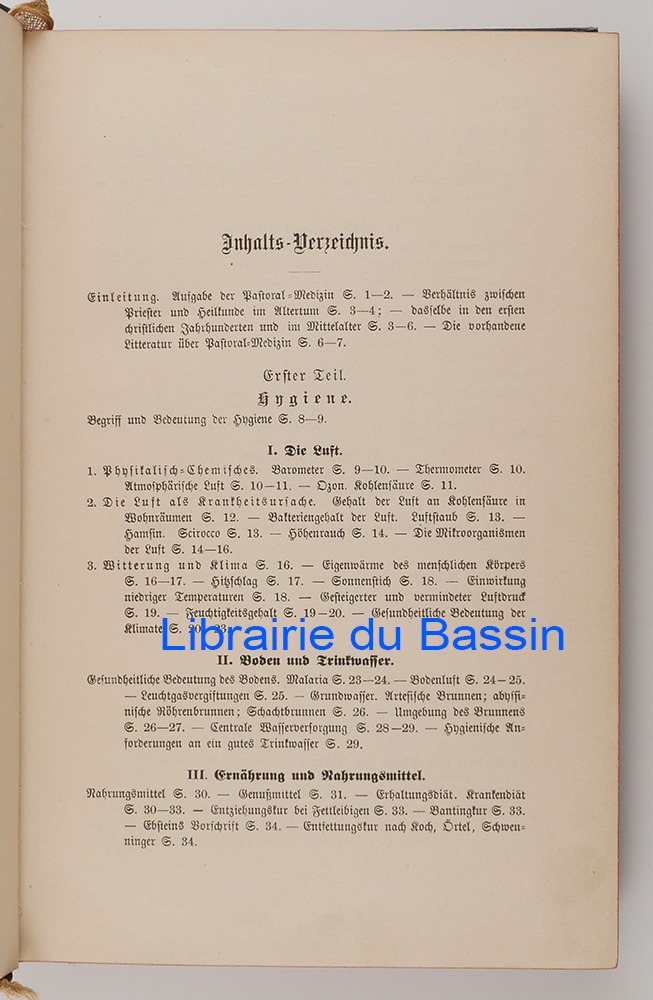 Inhalts-Verzeichnis.
Einleitung. Aufgabe der Pastoral-Medizin S. 1—2. — Verhältnis zwischen
Priester und Heilkunde im Altertum S. 3—4; — dasselbe in den ersten
christlichen Jahrhunderten und im Mittelalter S. 3—6. — Die vorhandene
Litteratur über Pastoral-Medizin S. 6—7.
Erster Teil.
Hygiene.
Begriff und Bedeutung der Hygiene S. 8—9.
I. Die Luft.
1. Physikalisch-Chemisches. Barometer S. 9—10. — Thermometer S. 10.
Atmosphärische Luft S. 10—11. — Ozon. Kohlensäure S. 11.
2. Die Luft als Krankheitsursache. Gehalt der Luft an Kohlensäure in
Wohnräumen S. 12. — Bakteriengehalt der Luft. Luftstaub S. 13. —
Hamsin. Scirocco S. 13. — Höhenrauch S. 14. — Die Mikroorganismen
der Luft S. 14—16.
3. Witterung und Klima S. 16. — Eigenwärme des menschlichen Körpers
S. 16—17. — Hitzschlag S. 17. — Sonnenstich S. 18. — Einwirkung
niedriger Temperaturen S. 18. — Gesteigerter und verminderter Luftdruck
S. 19. — Feuchtigkeitsgehalt S. 19—20. — Gesundheitliche Bedeutung der
Klimate S. 20—23.
Librairie du Bassin
II. Boden und Trinkwasser.
Gesundheitliche Bedeutung des Bodens. Malaria S. 23—24. — Bodenluft S. 24—25.
— Leuchtgasvergiftungen S. 25. — Grundwasser. Artesische Brunnen; abyssi-
nische Röhrenbrunnen; Schachtbrunnen S. 26. — Umgebung des Brunnens
S. 26—27. — Centrale Wasserversorgung S. 28—29. — Hygienische An-
forderungen an ein gutes Trinkwasser S. 29.
III. Ernährung und Nahrungsmittel.
Nahrungsmittel S. 30. — Genußmittel S. 31. — Erhaltungsdiät. Krankendiät
S. 30—33. — Entziehungskur bei Fettleibigen S. 33. — Bantingkur S. 33.
— Ebsteins Vorschrift S. 34. — Entfettungskur nach Koch, Örtel, Schwen-
ninger S. 34.